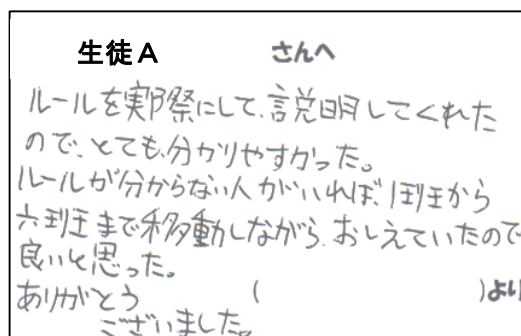 生徒A さんへ
ルールを実際にして、説明してくれた
ので、とても、分かりやすかった。
ルールが分からない人がいれば、1班から
六班まで移動しながら、おしえていたので
良いと思った。
ありがとう ( )より
ございました。